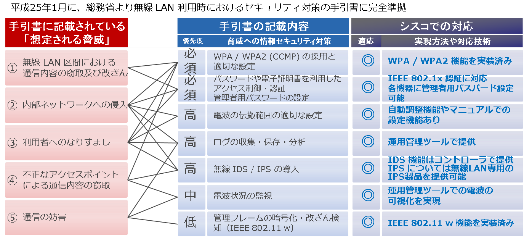 平成25年1月に、総務省より無線 LAN 利用時におけるセキュリティ対策の手引書に完全準拠
手引書に記載されている
「想定される脅威」
① 無線 LAN 区間における
通信内容の窃取及び改ざん
② 内部ネットワークへの侵入
③ 利用者へのなりすまし
④ 不正なアクセスポイント
による通信内容の窃取
⑤ 通信の妨害
手引書の記載内容
優先度
脅威への情報セキュリティ対策
必須
WPA / WPA2 (CCMP) の採用と
適切な設定
必須
パスワードや電子証明書を利用した
アクセス制御・認証
管理者用パスワードの設定
高
電波の伝搬範囲の適切な設定
高
ログの収集・保存・分析
高
無線 IDS / IPS の導入
中
電波状況の監視
低
管理フレームの暗号化・改ざん検
知 (IEEE 802.11 w)
シスコでの対応
適応
実現方法や対応技術
◎ WPA / WPA2 機能を実装済み
◎ IEEE 802.1x 認証に対応
各機器に管理者用パスワード設定
可能
◎ 自動調整機能やマニュアルでの
設定機能あり
◎ 運用管理ツールで提供
◎ IDS 機能はコントローラで提供
IPS については無線LAN専用の
IPS製品を提供可能
◎ 運用管理ツールでの電波の
可視化を実現
◎ IEEE 802.11 w 機能を実装済み